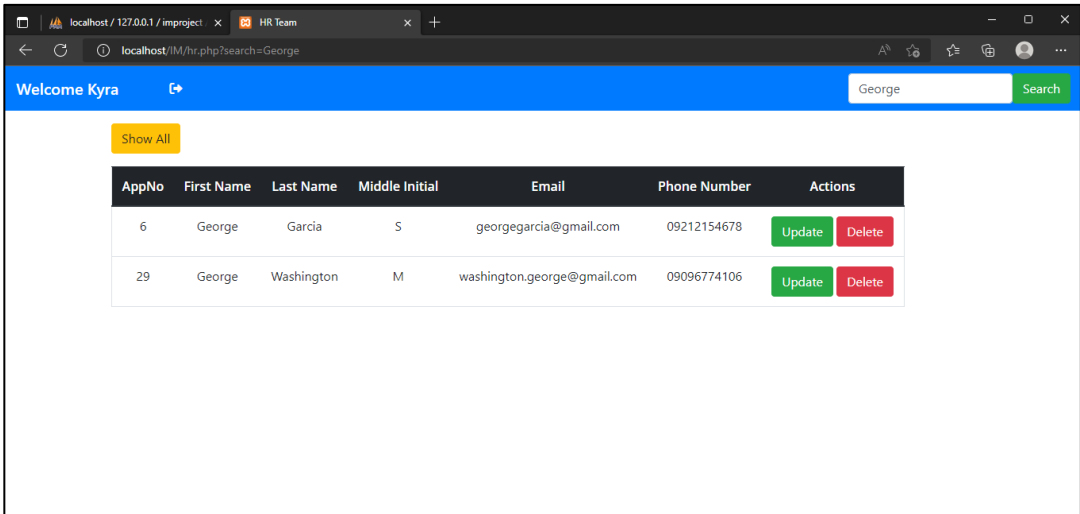 localhost / 127.0.0.1 / improject
HR Team
localhost/IM/hr.php?search=George
Welcome Kyra
George
Search
Show All
AppNo First Name Last Name Middle Initial Email Phone Number Actions
6 George Garcia S georgegarcia@gmail.com 09212154678 Update Delete
29 George Washington M washington.george@gmail.com 09096774106 Update Delete